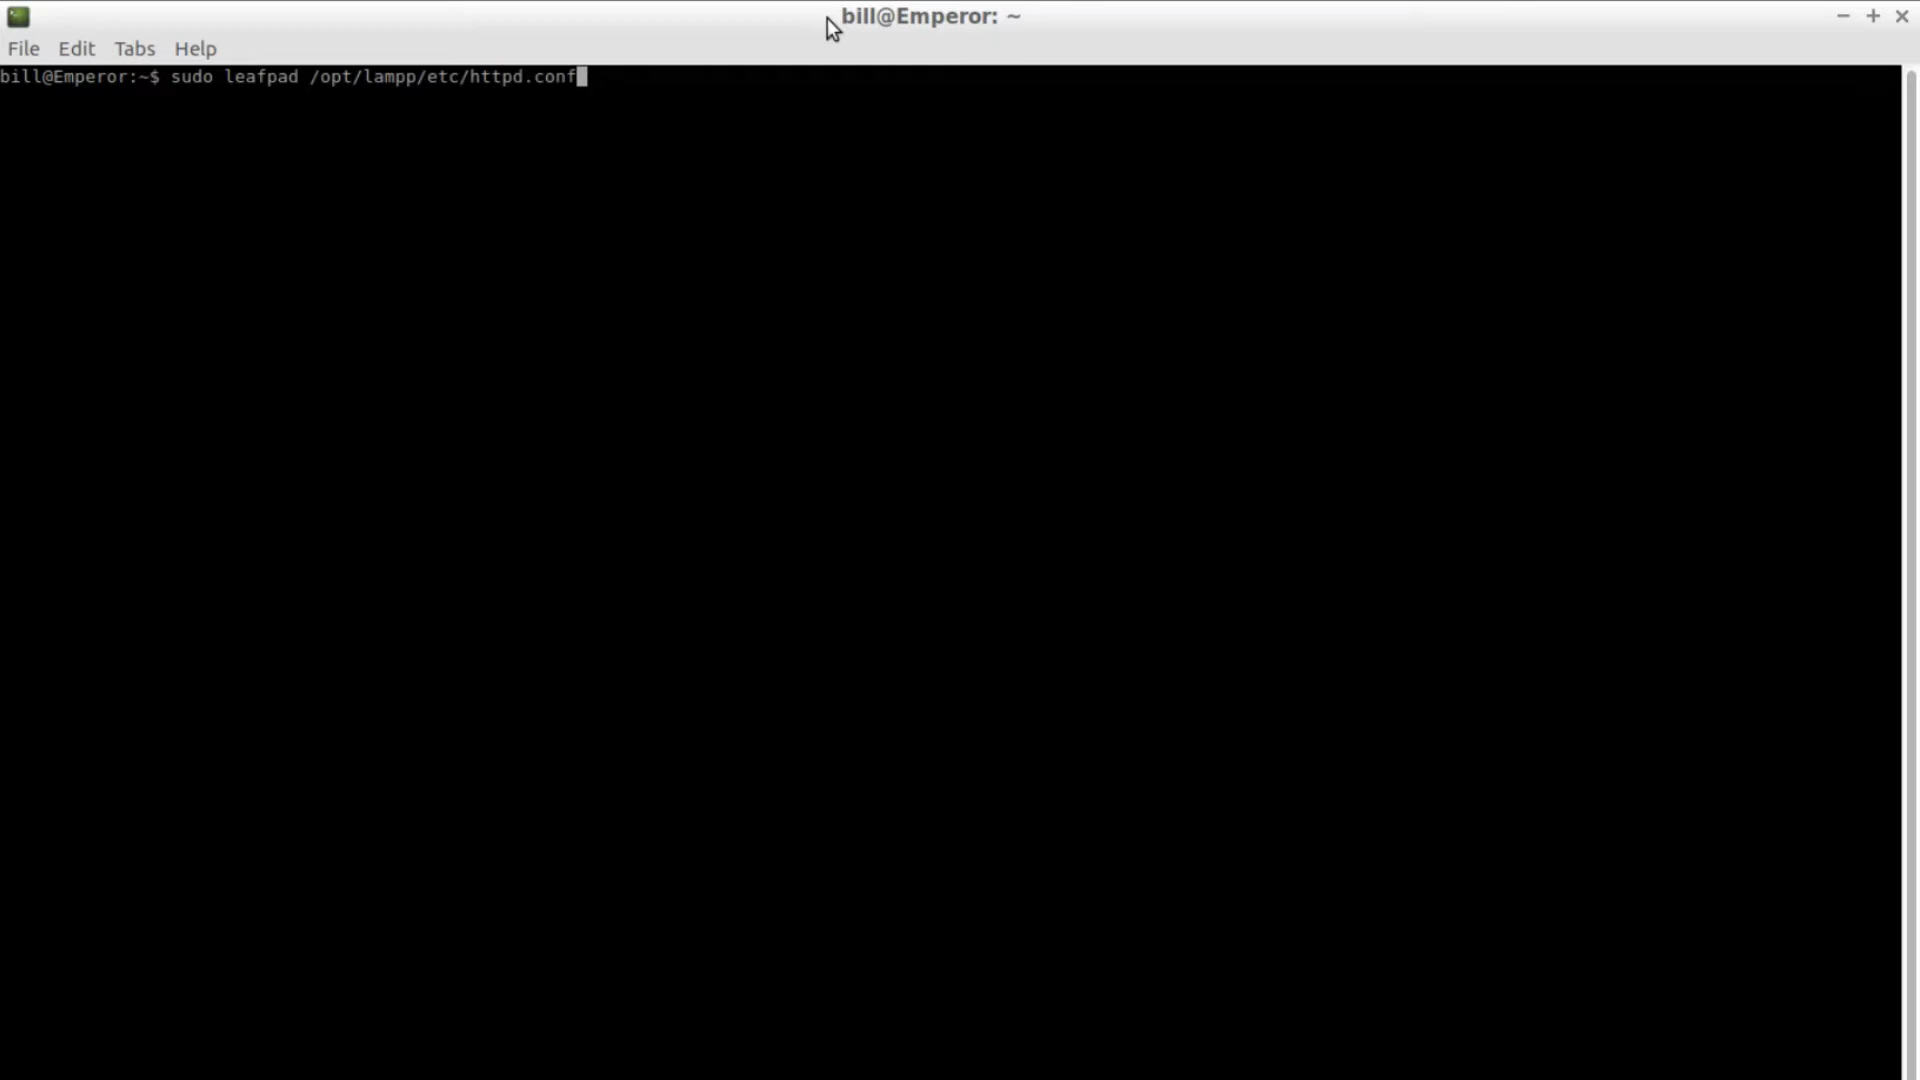 bill@Emperor: ~
File Edit Tabs Help
bill@Emperor:~$ sudo leafpad /opt/lampp/etc/httpd.conf